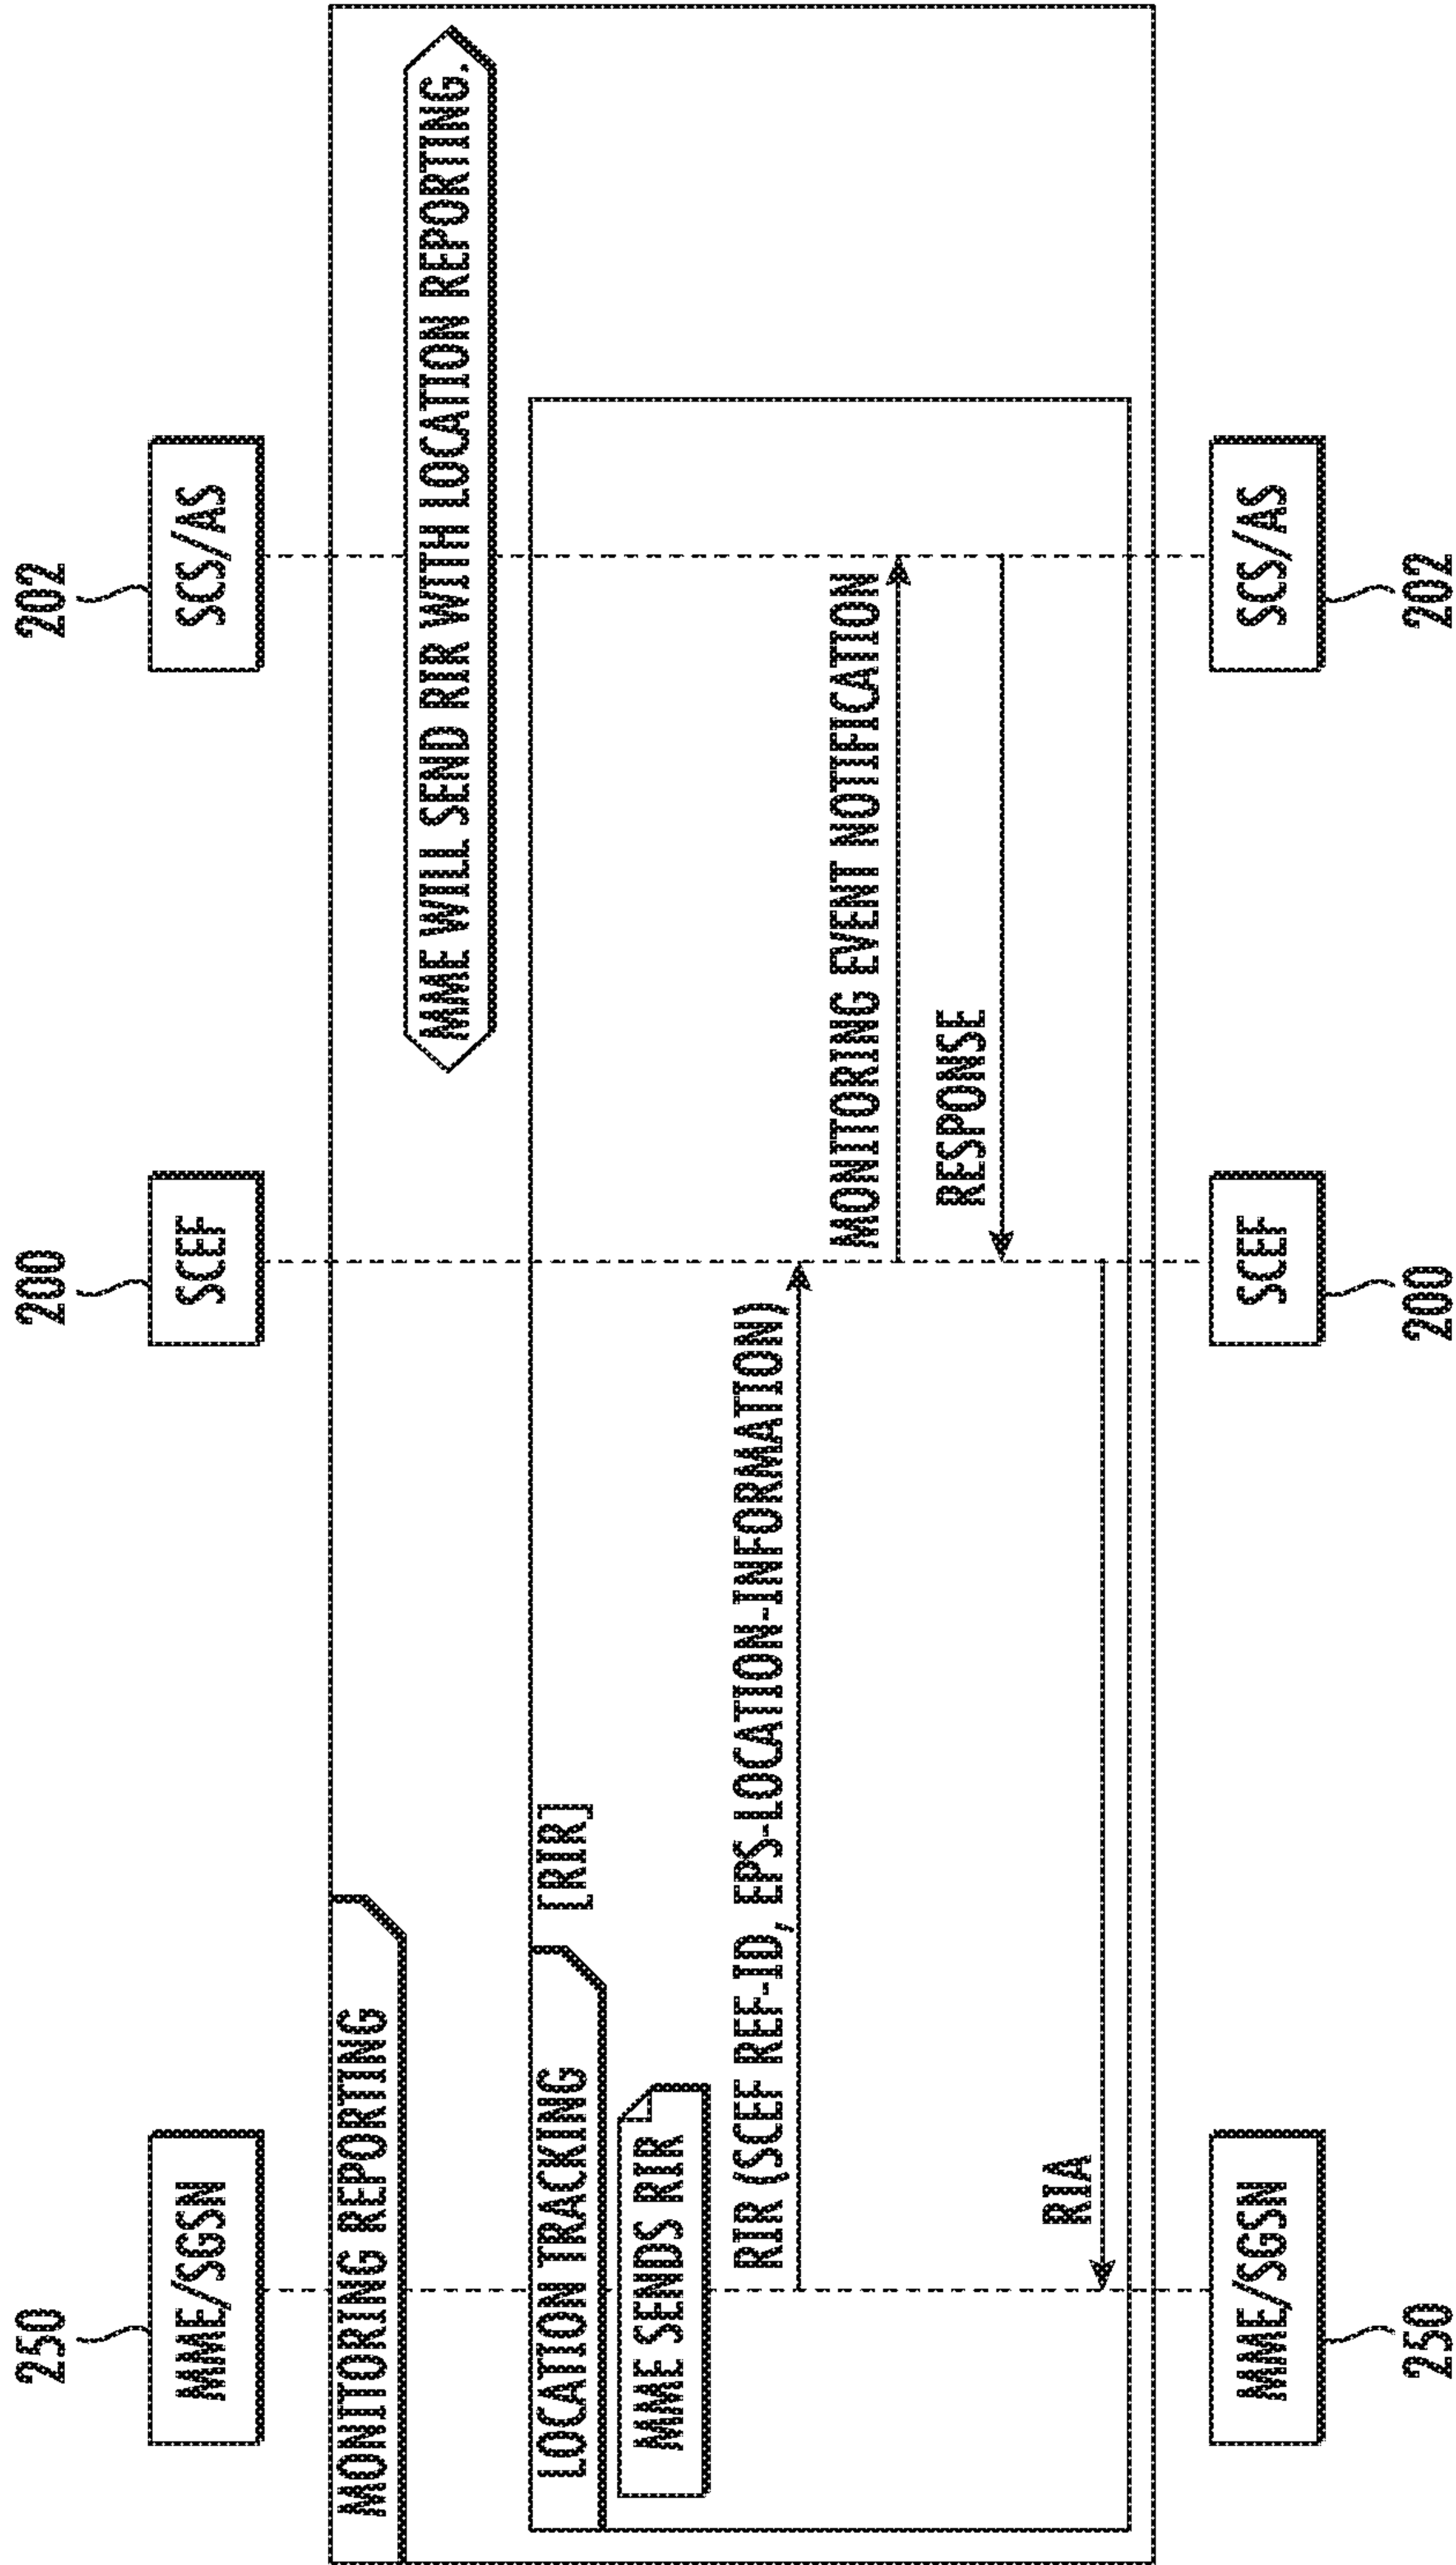 250
200
202
MME/SGSN
SCEF
SCS/AS
MONITORING REPORTING
MME WILL SEND RIR WITH LOCATION REPORTING.
LOCATION TRACKING
[RIR]
MME SENDS RIR
RIR (SCEF REF-ID, EPS-LOCATION-INFORMATION)
MONITORING EVENT NOTIFICATION
RESPONSE
RIA
MME/SGSN
SCEF
SCS/AS
250
200
202